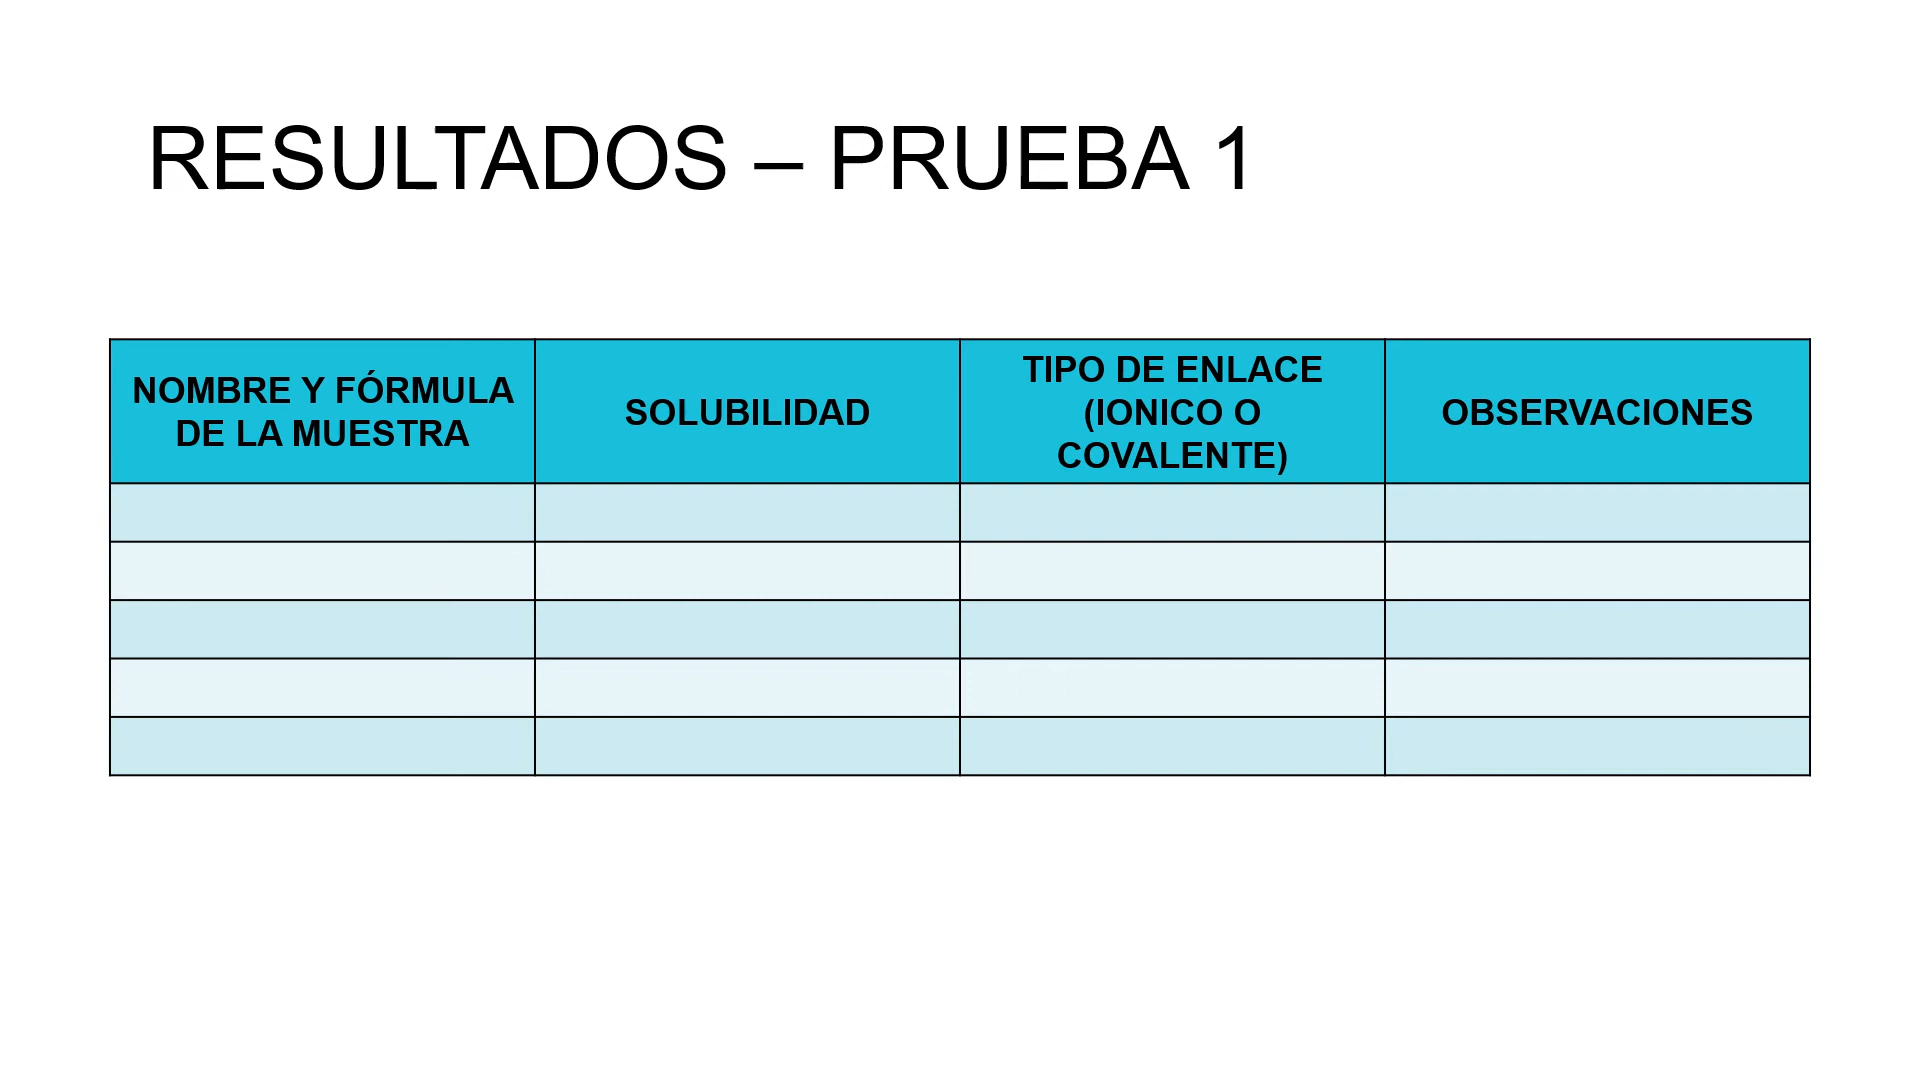 RESULTADOS – PRUEBA 1
NOMBRE Y FÓRMULA
DE LA MUESTRA
SOLUBILIDAD
TIPO DE ENLACE
(IONICO O
COVALENTE)
OBSERVACIONES